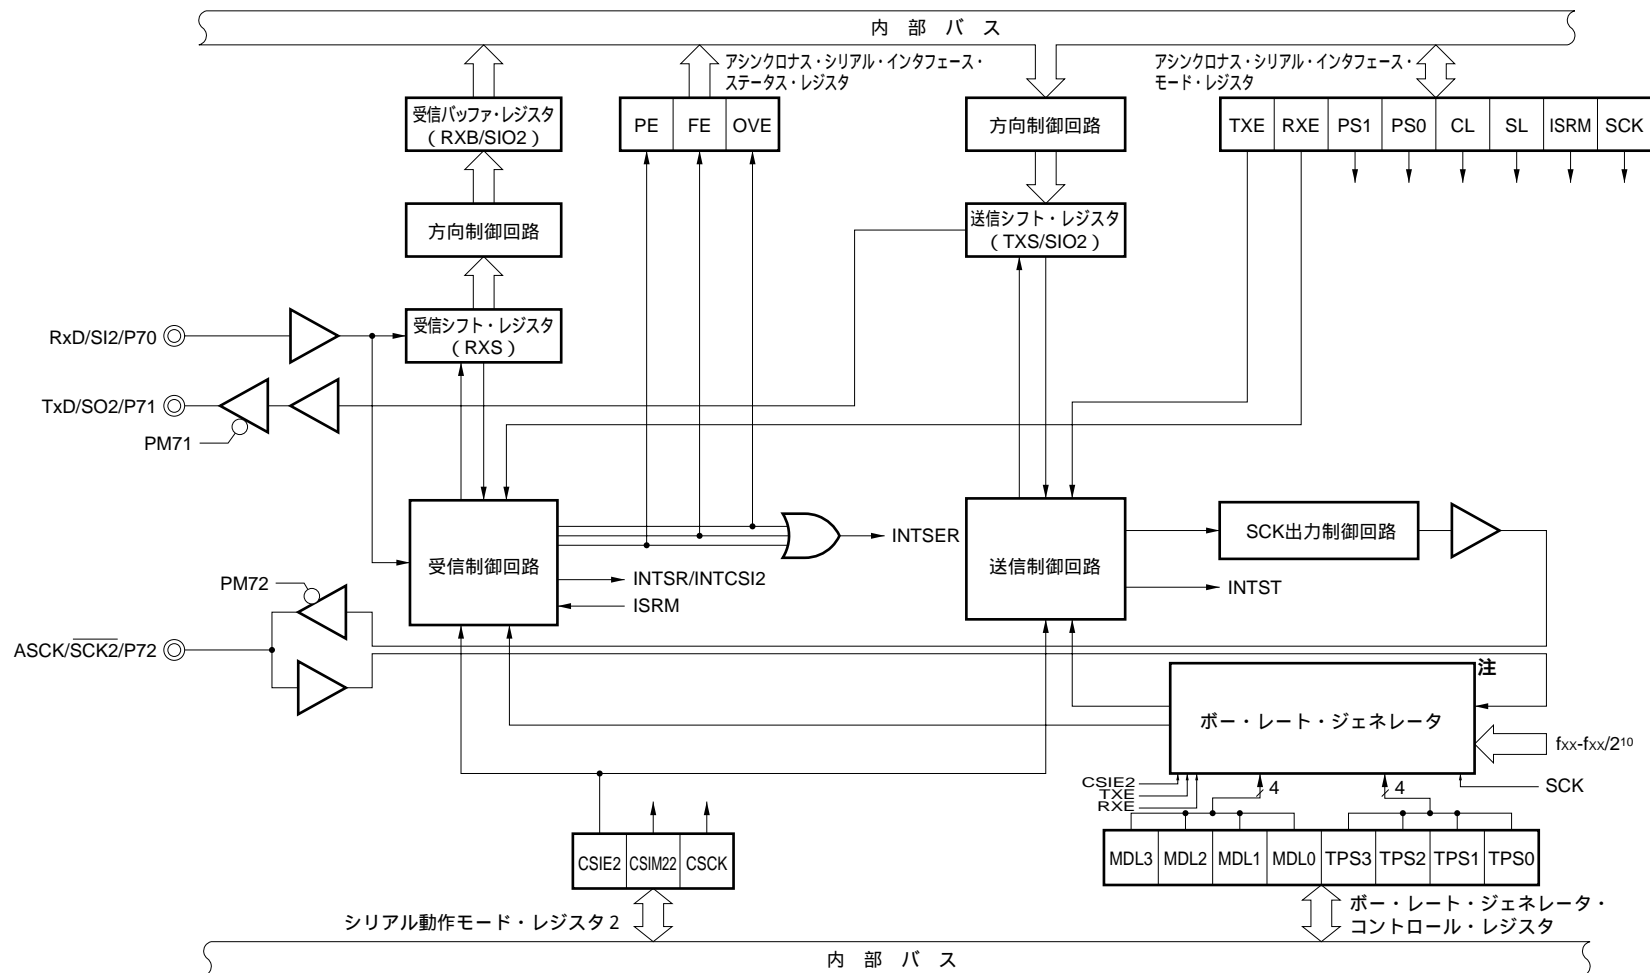 内 部 バ ス
アシンクロナス・シリアル・インタフェース・
ステータス・レジスタ
アシンクロナス・シリアル・インタフェース・
モード・レジスタ
受信バッファ・レジスタ
(RXB/SIO2)
PE FE OVE
方向制御回路
TXE RXE PS1 PS0 CL SL ISRM SCK
方向制御回路
送信シフト・レジスタ
(TXS/SIO2)
RxD/SI2/P70
受信シフト・レジスタ
(RXS)
TxD/SO2/P71
PM71
受信制御回路
INTSER
INTSR/INTCSI2
ISRM
送信制御回路
SCK出力制御回路
INTST
PM72
ASCK/SCK2/P72
注
ボー・レート・ジェネレータ
fxx-fxx/2¹⁰
CSIE2
TXE
RXE
4
4
SCK
CSIE2 CSIM22 CSCK
MDL3 MDL2 MDL1 MDL0 TPS3 TPS2 TPS1 TPS0
シリアル動作モード・レジスタ2
ボー・レート・ジェネレータ・
コントロール・レジスタ
内 部 バ ス